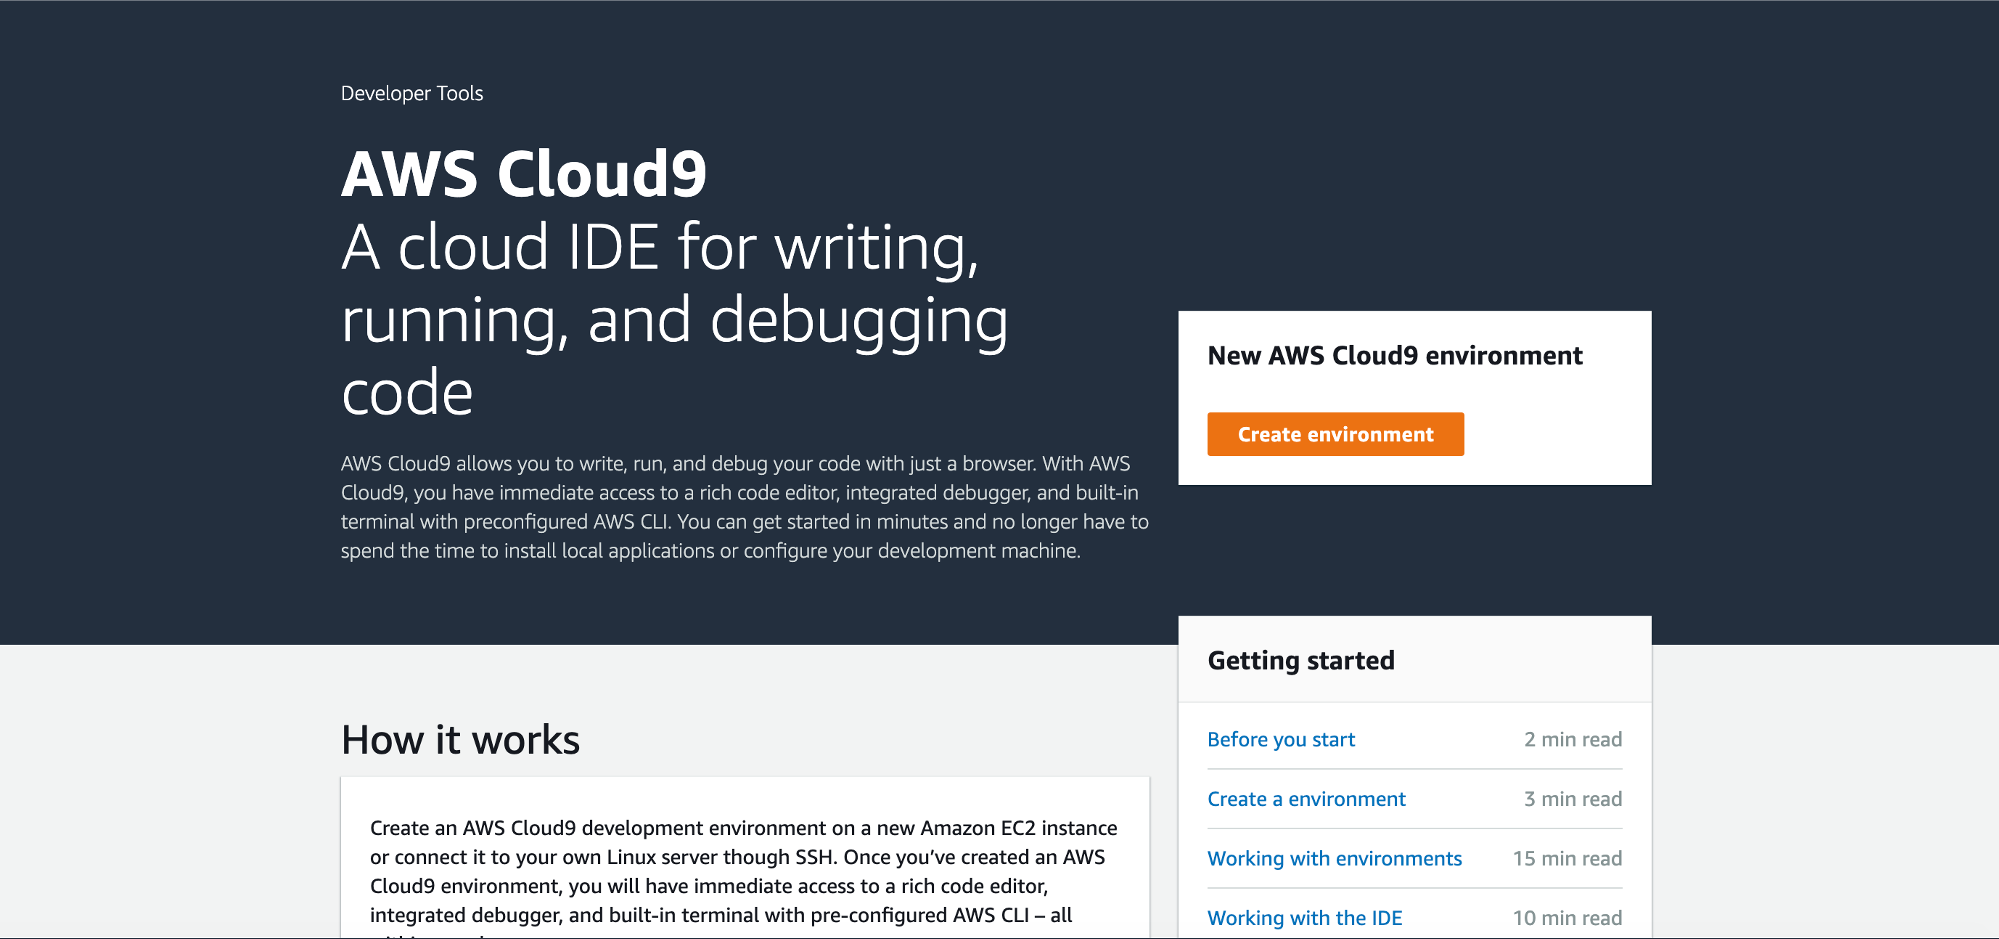 Developer Tools
AWS Cloud9
A cloud IDE for writing,
running, and debugging
code
AWS Cloud9 allows you to write, run, and debug your code with just a browser. With AWS
Cloud9, you have immediate access to a rich code editor, integrated debugger, and built-in
terminal with preconfigured AWS CLI. You can get started in minutes and no longer have to
spend the time to install local applications or configure your development machine.
New AWS Cloud9 environment
Create environment
How it works
Create an AWS Cloud9 development environment on a new Amazon EC2 instance
or connect it to your own Linux server though SSH. Once you’ve created an AWS
Cloud9 environment, you will have immediate access to a rich code editor,
integrated debugger, and built-in terminal with pre-configured AWS CLI – all
Getting started
Before you start 2 min read
Create a environment 3 min read
Working with environments 15 min read
Working with the IDE 10 min read